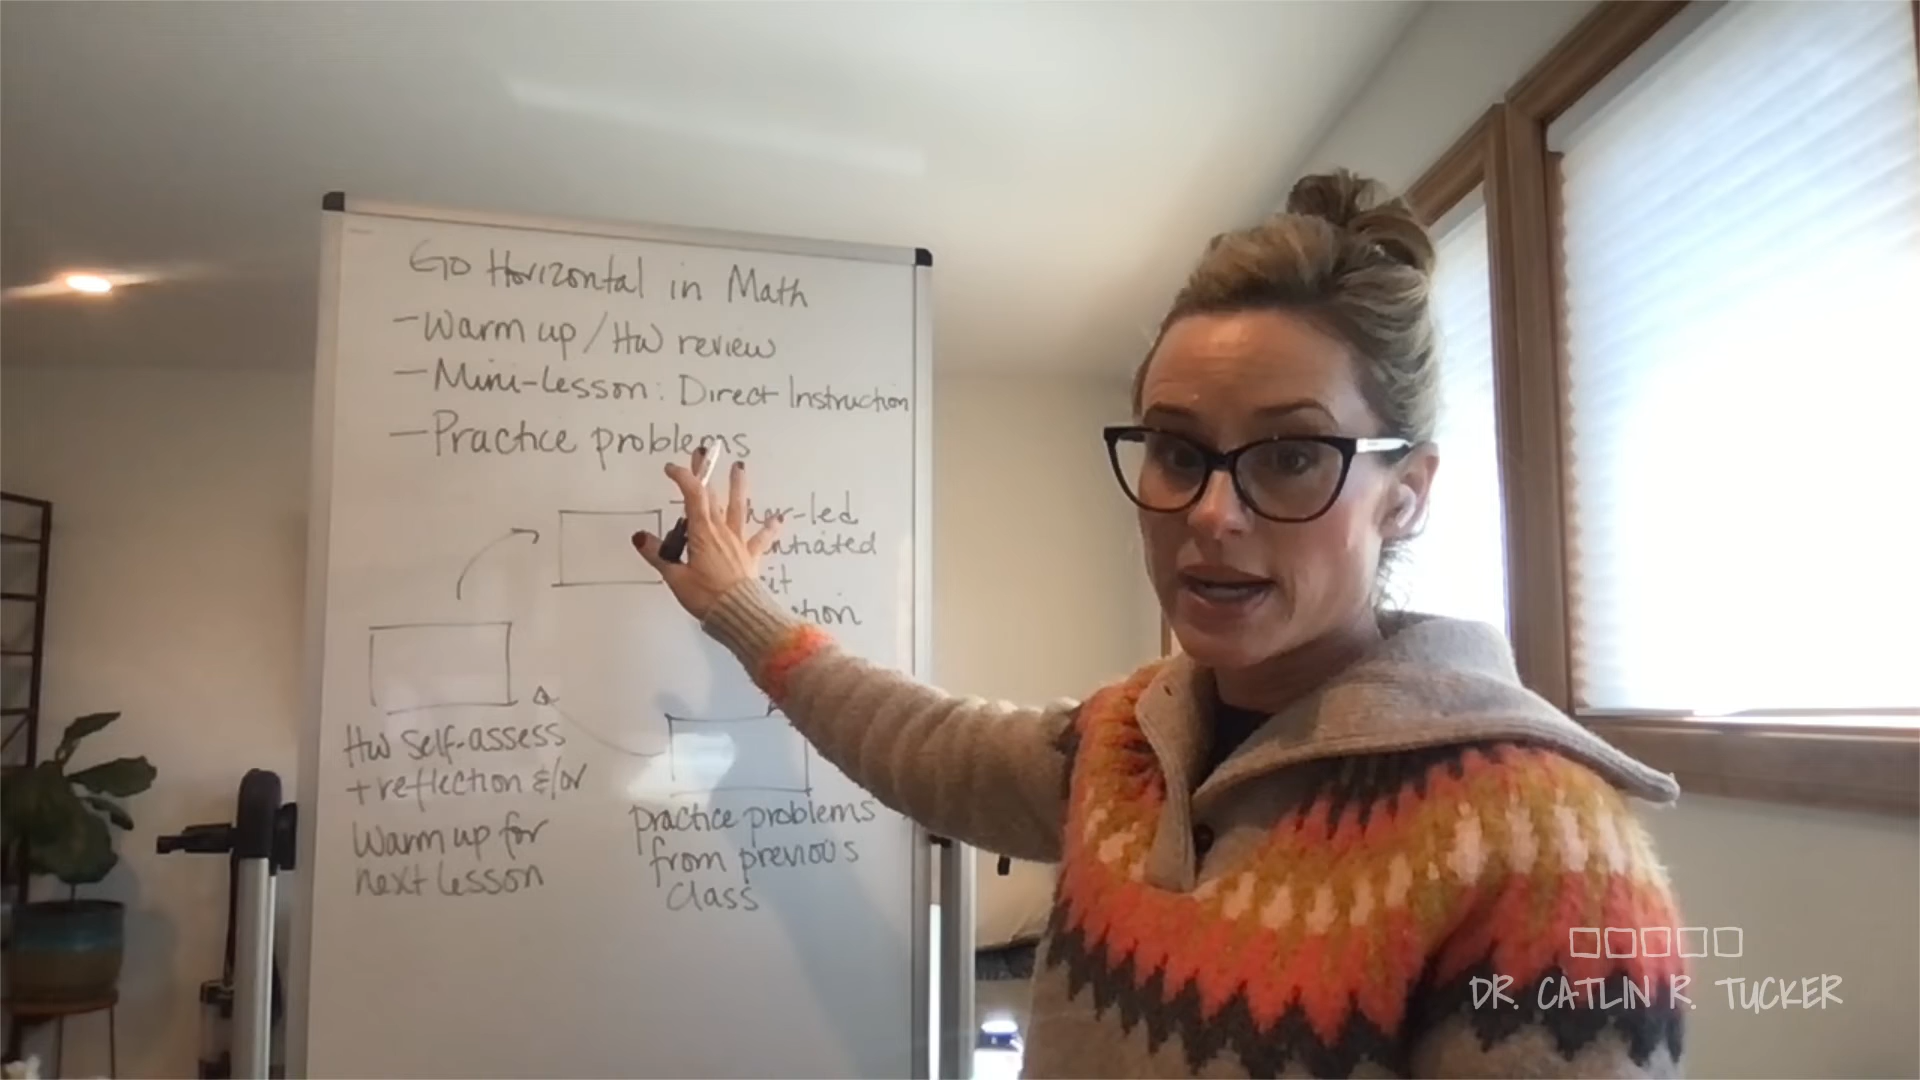 Go Horizontal in Math
- Warm up / HW review
- Mini-Lesson: Direct Instruction
- Practice problems
-led
HW self-assess
+ reflection &/or
Warm up for
next lesson
practice problems
from previous
class
DR. CATLIN R. TUCKER